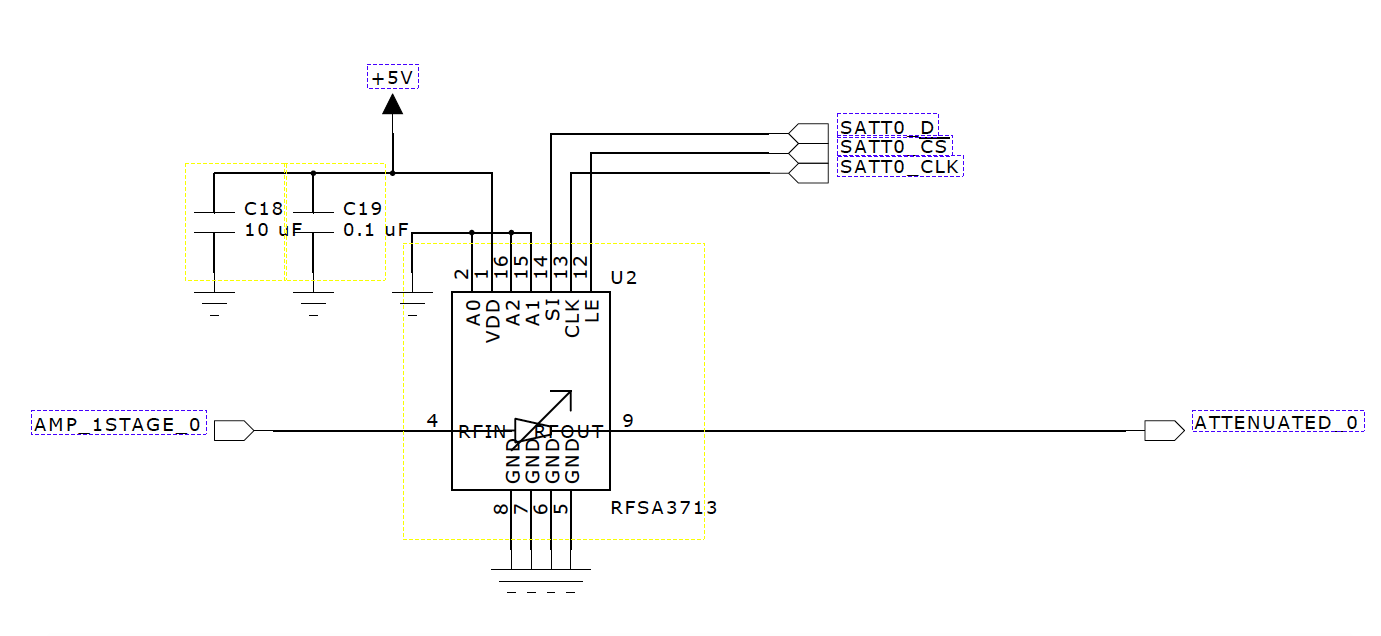 +5V
SATT0_D
SATT0_CS
SATT0_CLK
C18
10 uF
C19
0.1 uF
2
1
16
15
14
13
12
U2
A0
VDD
A2
A1
SI
CLK
LE
AMP_1STAGE_0
4
RFIN
RFOUT
9
ATTENUATED_0
GND
GND
GND
GND
8
7
6
5
RFSA3713